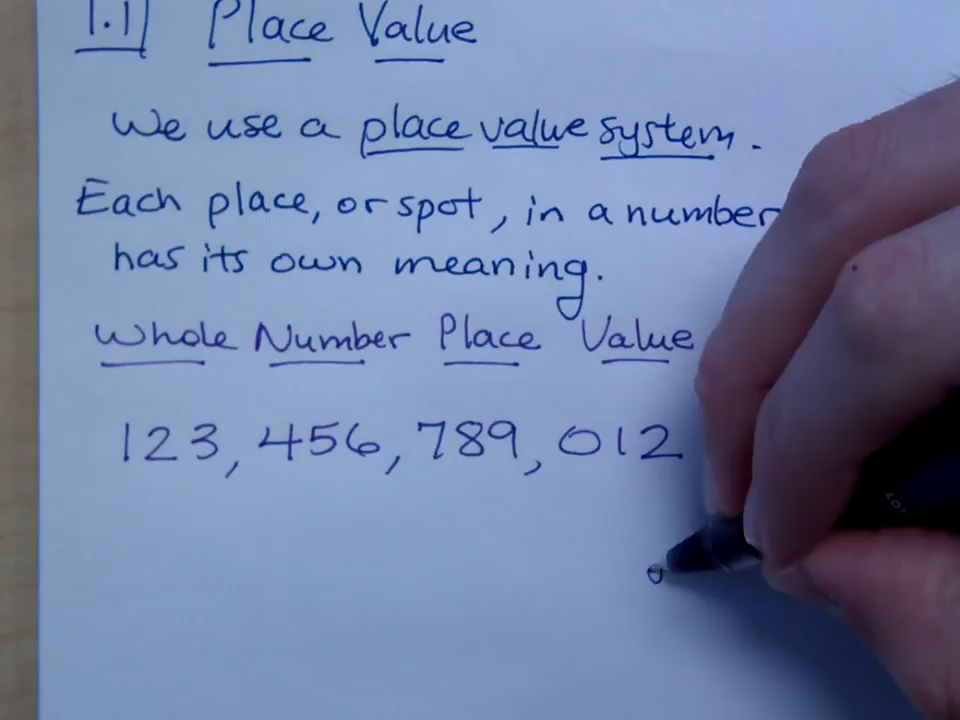 1.1 Place Value
We use a place value system.
Each place, or spot, in a number
has its own meaning.
Whole Number Place Value
123,456,789,012
o